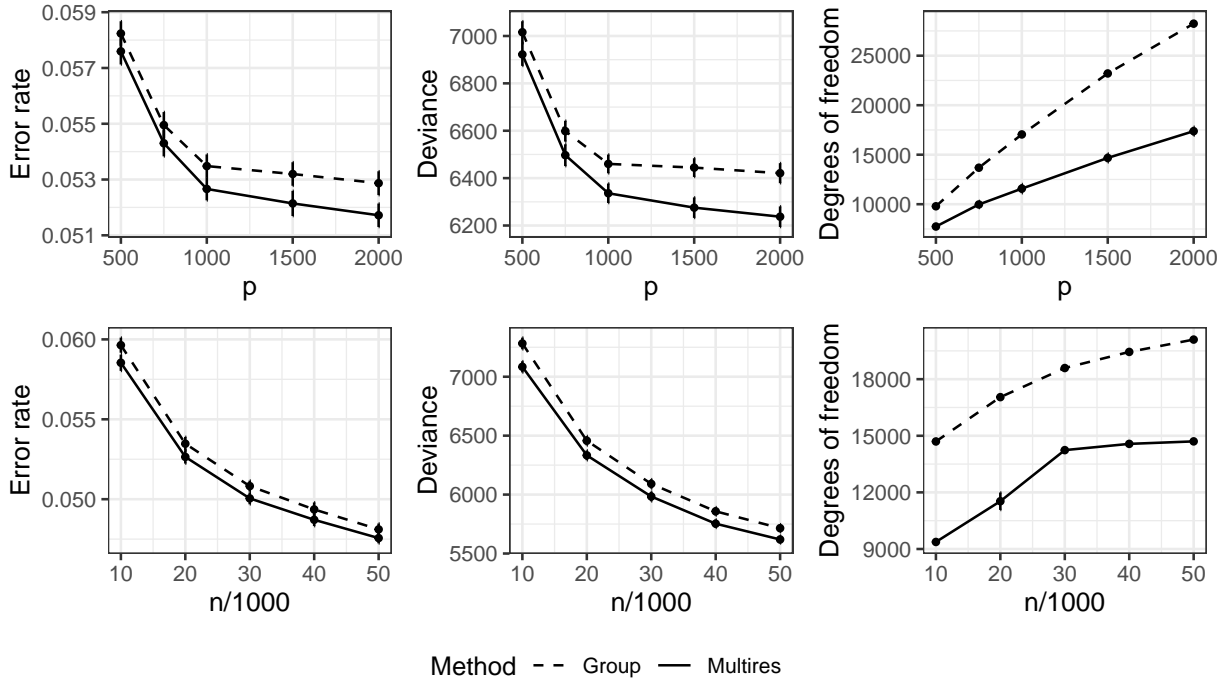 Error rate
0.059
0.057
0.055
0.053
0.051
500 1000 1500 2000
p
Deviance
7000
6800
6600
6400
6200
500 1000 1500 2000
p
Degrees of freedom
25000
20000
15000
10000
500 1000 1500 2000
p
Error rate
0.060
0.055
0.050
10 20 30 40 50
n/1000
Deviance
7000
6500
6000
5500
10 20 30 40 50
n/1000
Degrees of freedom
18000
15000
12000
9000
10 20 30 40 50
n/1000
Method Group Multires